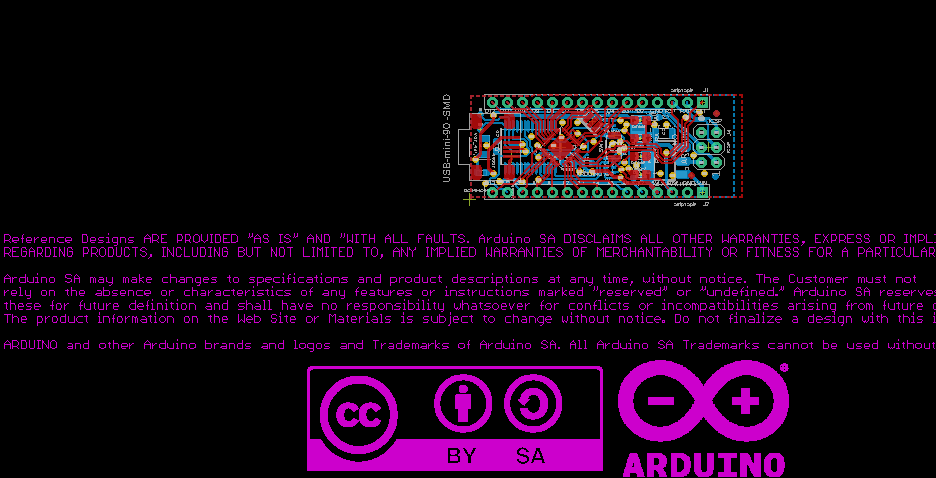 USB-mini-90-SMD
J1
J4
J2
Reference Designs ARE PROVIDED "AS IS" AND "WITH ALL FAULTS. Arduino SA DISCLAIMS ALL OTHER WARRANTIES, EXPRESS OR
REGARDING PRODUCTS, INCLUDING BUT NOT LIMITED TO, ANY IMPLIED WARRANTIES OF MERCHANTABILITY OR FITNESS FOR A PARTICULAR
Arduino SA may make changes to specifications and product descriptions at any time, without notice. The Customer must not
rely on the absence or characteristics of any features or instructions marked "reserved" or "undefined." Arduino SA reserves
these for future definition and shall have no responsibility whatsoever for conflicts or incompatibilities arising from future
The product information on the Web Site or Materials is subject to change without notice. Do not finalize a design with this
ARDUINO and other Arduino brands and logos and Trademarks of Arduino SA. All Arduino SA Trademarks cannot be used without
cc
BY SA
ARDUINO